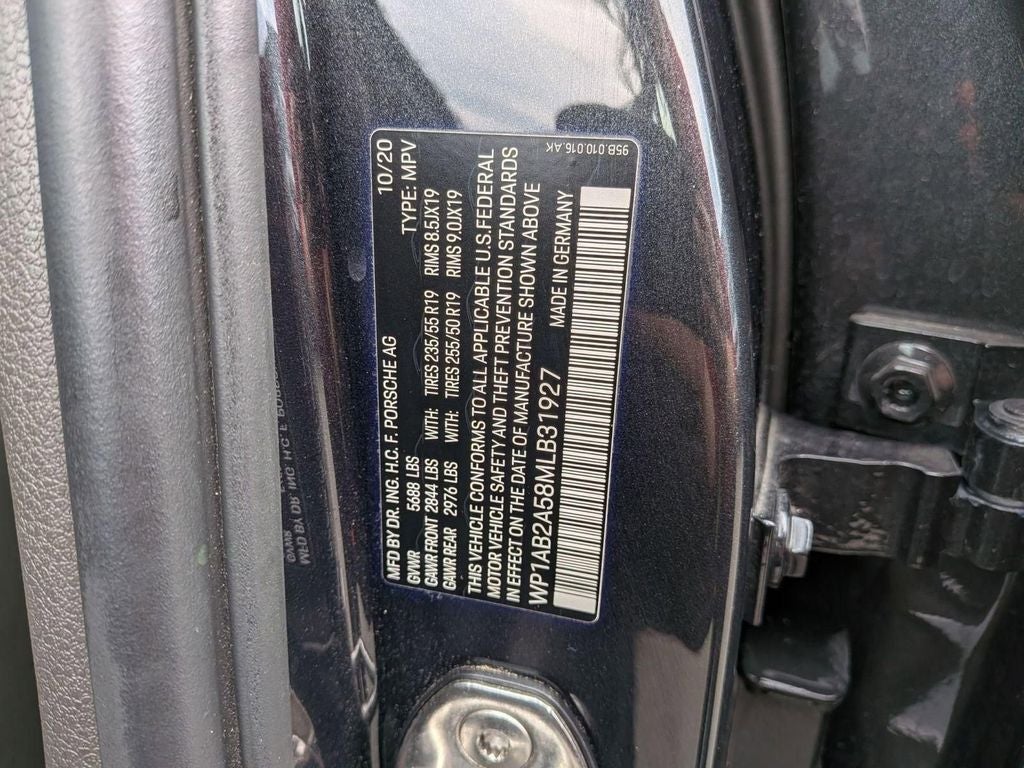 MFD BY DR. ING. H.C. F. PORSCHE AG 10/20
GVWR 5688 LBS TYPE: MPV
GAWR FRONT 2844 LBS WITH: TIRES 235/55 R19 RIMS 8.5JX19
GAWR REAR 2976 LBS WITH: TIRES 255/50 R19 RIMS 9.0JX19
THIS VEHICLE CONFORMS TO ALL APPLICABLE U.S.FEDERAL
MOTOR VEHICLE SAFETY AND THEFT PREVENTION STANDARDS
IN EFFECT ON THE DATE OF MANUFACTURE SHOWN ABOVE
WP1AB2A58MLB31927 MADE IN GERMANY
95B.010.016.AK